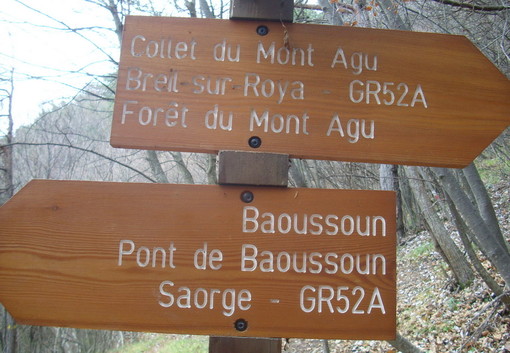 Collet du Mont Agu
Breil-sur-Roya - GR52A
Forêt du Mont Agu
Baoussoun
Pont de Baoussoun
Saorge - GR52A